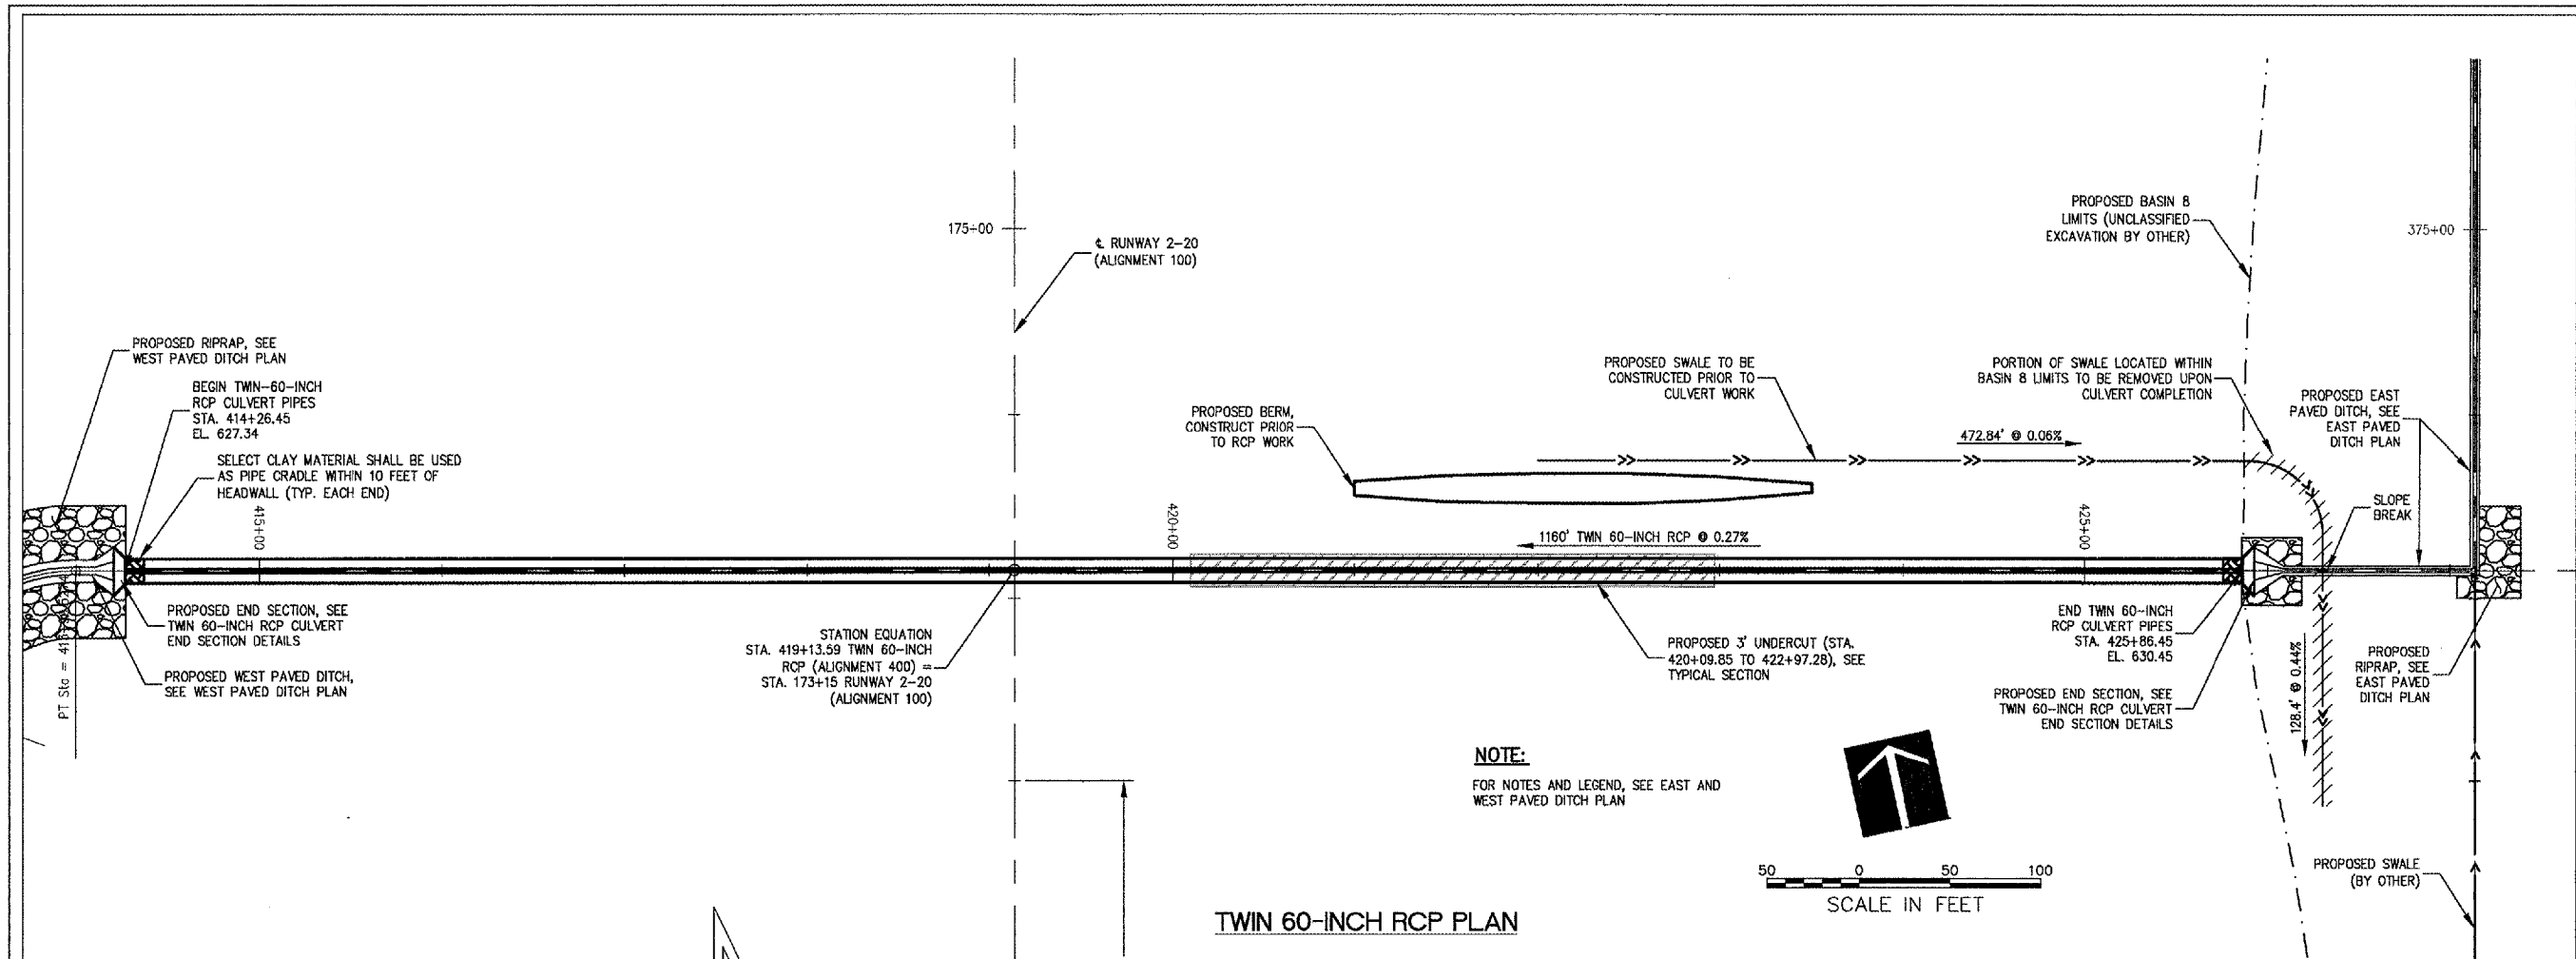 175+00
℄ RUNWAY 2-20
(ALIGNMENT 100)
PROPOSED BASIN 8
LIMITS (UNCLASSIFIED
EXCAVATION BY OTHER)
375+00
PROPOSED RIPRAP, SEE
WEST PAVED DITCH PLAN
BEGIN TWIN-60-INCH
RCP CULVERT PIPES
STA. 414+26.45
EL. 627.34
SELECT CLAY MATERIAL SHALL BE USED
AS PIPE CRADLE WITHIN 10 FEET OF
HEADWALL (TYP. EACH END)
PROPOSED BERM,
CONSTRUCT PRIOR
TO RCP WORK
PROPOSED SWALE TO BE
CONSTRUCTED PRIOR TO
CULVERT WORK
472.84' @ 0.06%
PORTION OF SWALE LOCATED WITHIN
BASIN 8 LIMITS TO BE REMOVED UPON
CULVERT COMPLETION
PROPOSED EAST
PAVED DITCH, SEE
EAST PAVED
DITCH PLAN
SLOPE
BREAK
415+00
420+00
425+00
1160' TWIN 60-INCH RCP @ 0.27%
PT Sta =
PROPOSED END SECTION, SEE
TWIN 60-INCH RCP CULVERT
END SECTION DETAILS
PROPOSED WEST PAVED DITCH,
SEE WEST PAVED DITCH PLAN
STATION EQUATION
STA. 419+13.59 TWIN 60-INCH
RCP (ALIGNMENT 400) =
STA. 173+15 RUNWAY 2-20
(ALIGNMENT 100)
PROPOSED 3' UNDERCUT (STA.
420+09.85 TO 422+97.28), SEE
TYPICAL SECTION
END TWIN 60-INCH
RCP CULVERT PIPES
STA. 425+86.45
EL. 630.45
PROPOSED END SECTION, SEE
TWIN 60-INCH RCP CULVERT
END SECTION DETAILS
128.4' @ 0.44%
PROPOSED
RIPRAP, SEE
EAST PAVED
DITCH PLAN
NOTE:
FOR NOTES AND LEGEND, SEE EAST AND
WEST PAVED DITCH PLAN
50 0 50 100
SCALE IN FEET
PROPOSED SWALE
(BY OTHER)
TWIN 60-INCH RCP PLAN